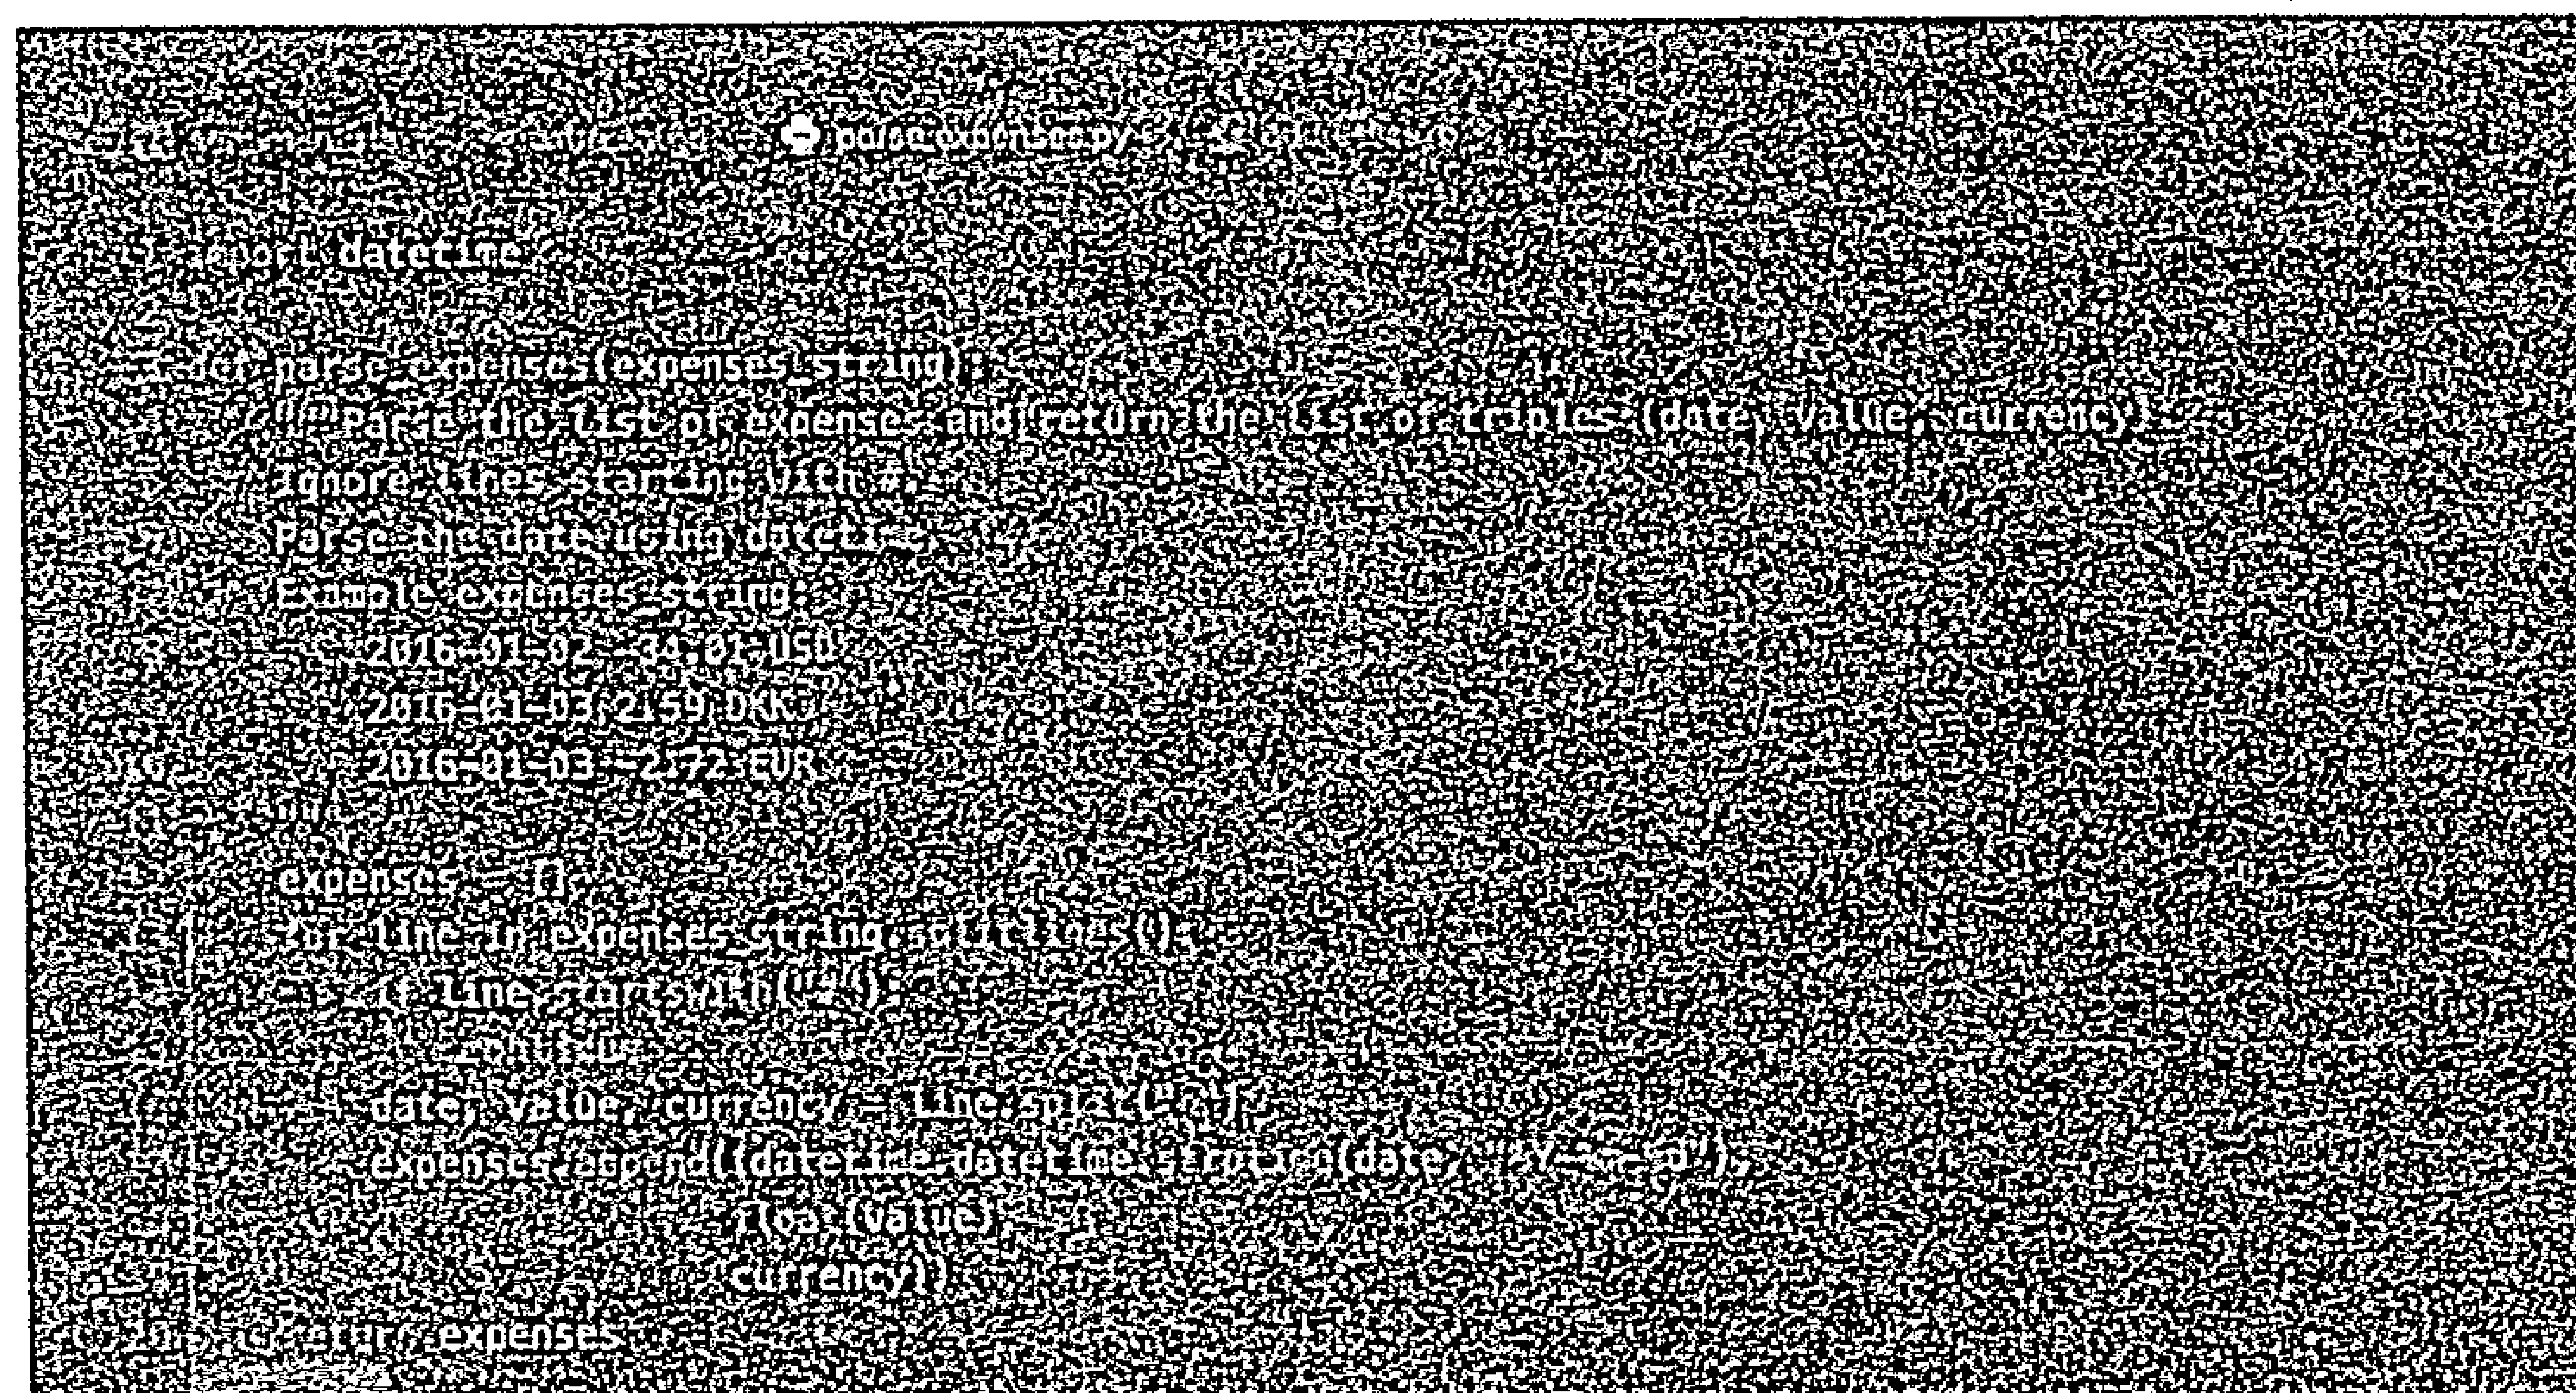 parse_expenses.py
import datetime
def parse_expenses(expenses_string):
"""Parse the list of expenses and return the list of triples (date, value, currency).
Ignore lines starting with #.
Parse the date using datetime.
Example expenses_string:
2016-01-02 -34.01 USD
2016-01-03 2.59 DKK
2016-01-03 -2.72 EUR
"""
expenses = []
for line in expenses_string.splitlines():
if line.startswith("#"):
continue
date, value, currency = line.split(" ")
expenses.append((datetime.datetime.strptime(date, "%Y-%m-%d"),
float(value),
currency))
return expenses